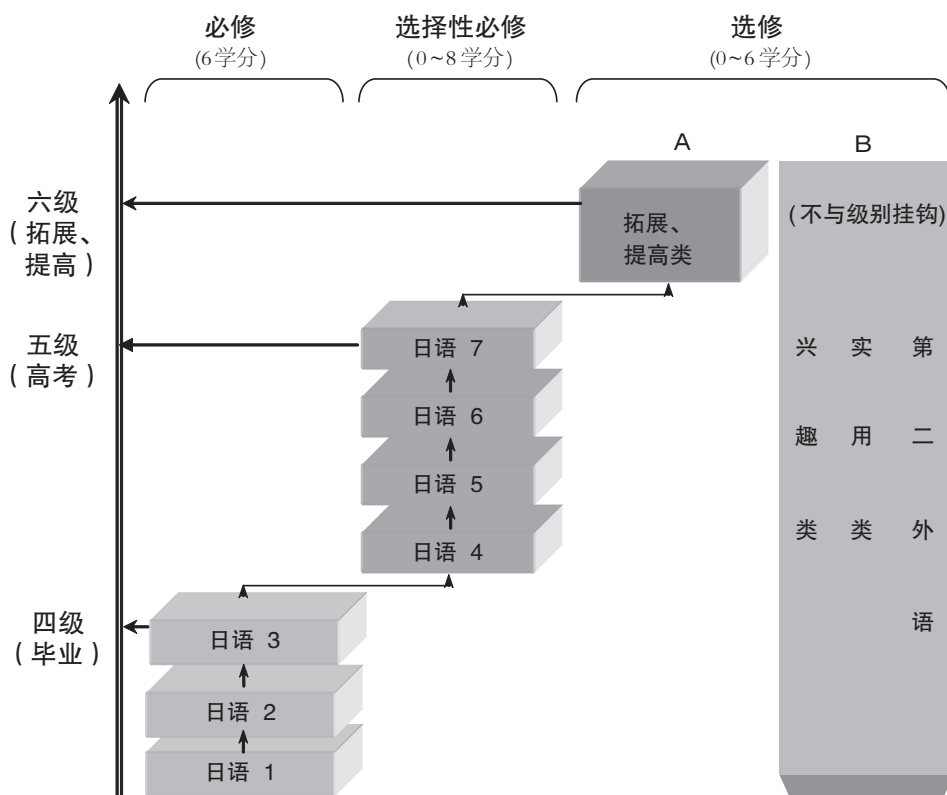 必修 选择性必修 选修
(6学分) (0~8学分) (0~6学分)
A B
六级
(拓展、
提高)
拓展、
提高类
(不与级别挂钩)
五级
(高考)
日语 7
日语 6
日语 5
日语 4
兴趣类
实用类
第二外语
四级
(毕业)
日语 3
日语 2
日语 1